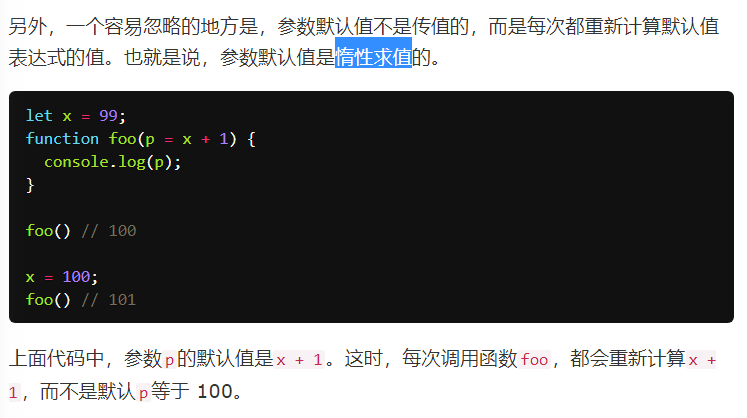 另外，一个容易忽略的地方是，参数默认值不是传值的，而是每次都重新计算默认值
表达式的值。也就是说，参数默认值是惰性求值的。
let x = 99;
function foo(p = x + 1) {
  console.log(p);
}
foo() // 100
x = 100;
foo() // 101
上面代码中，参数p的默认值是x + 1。这时，每次调用函数foo，都会重新计算x +
1，而不是默认p等于 100。